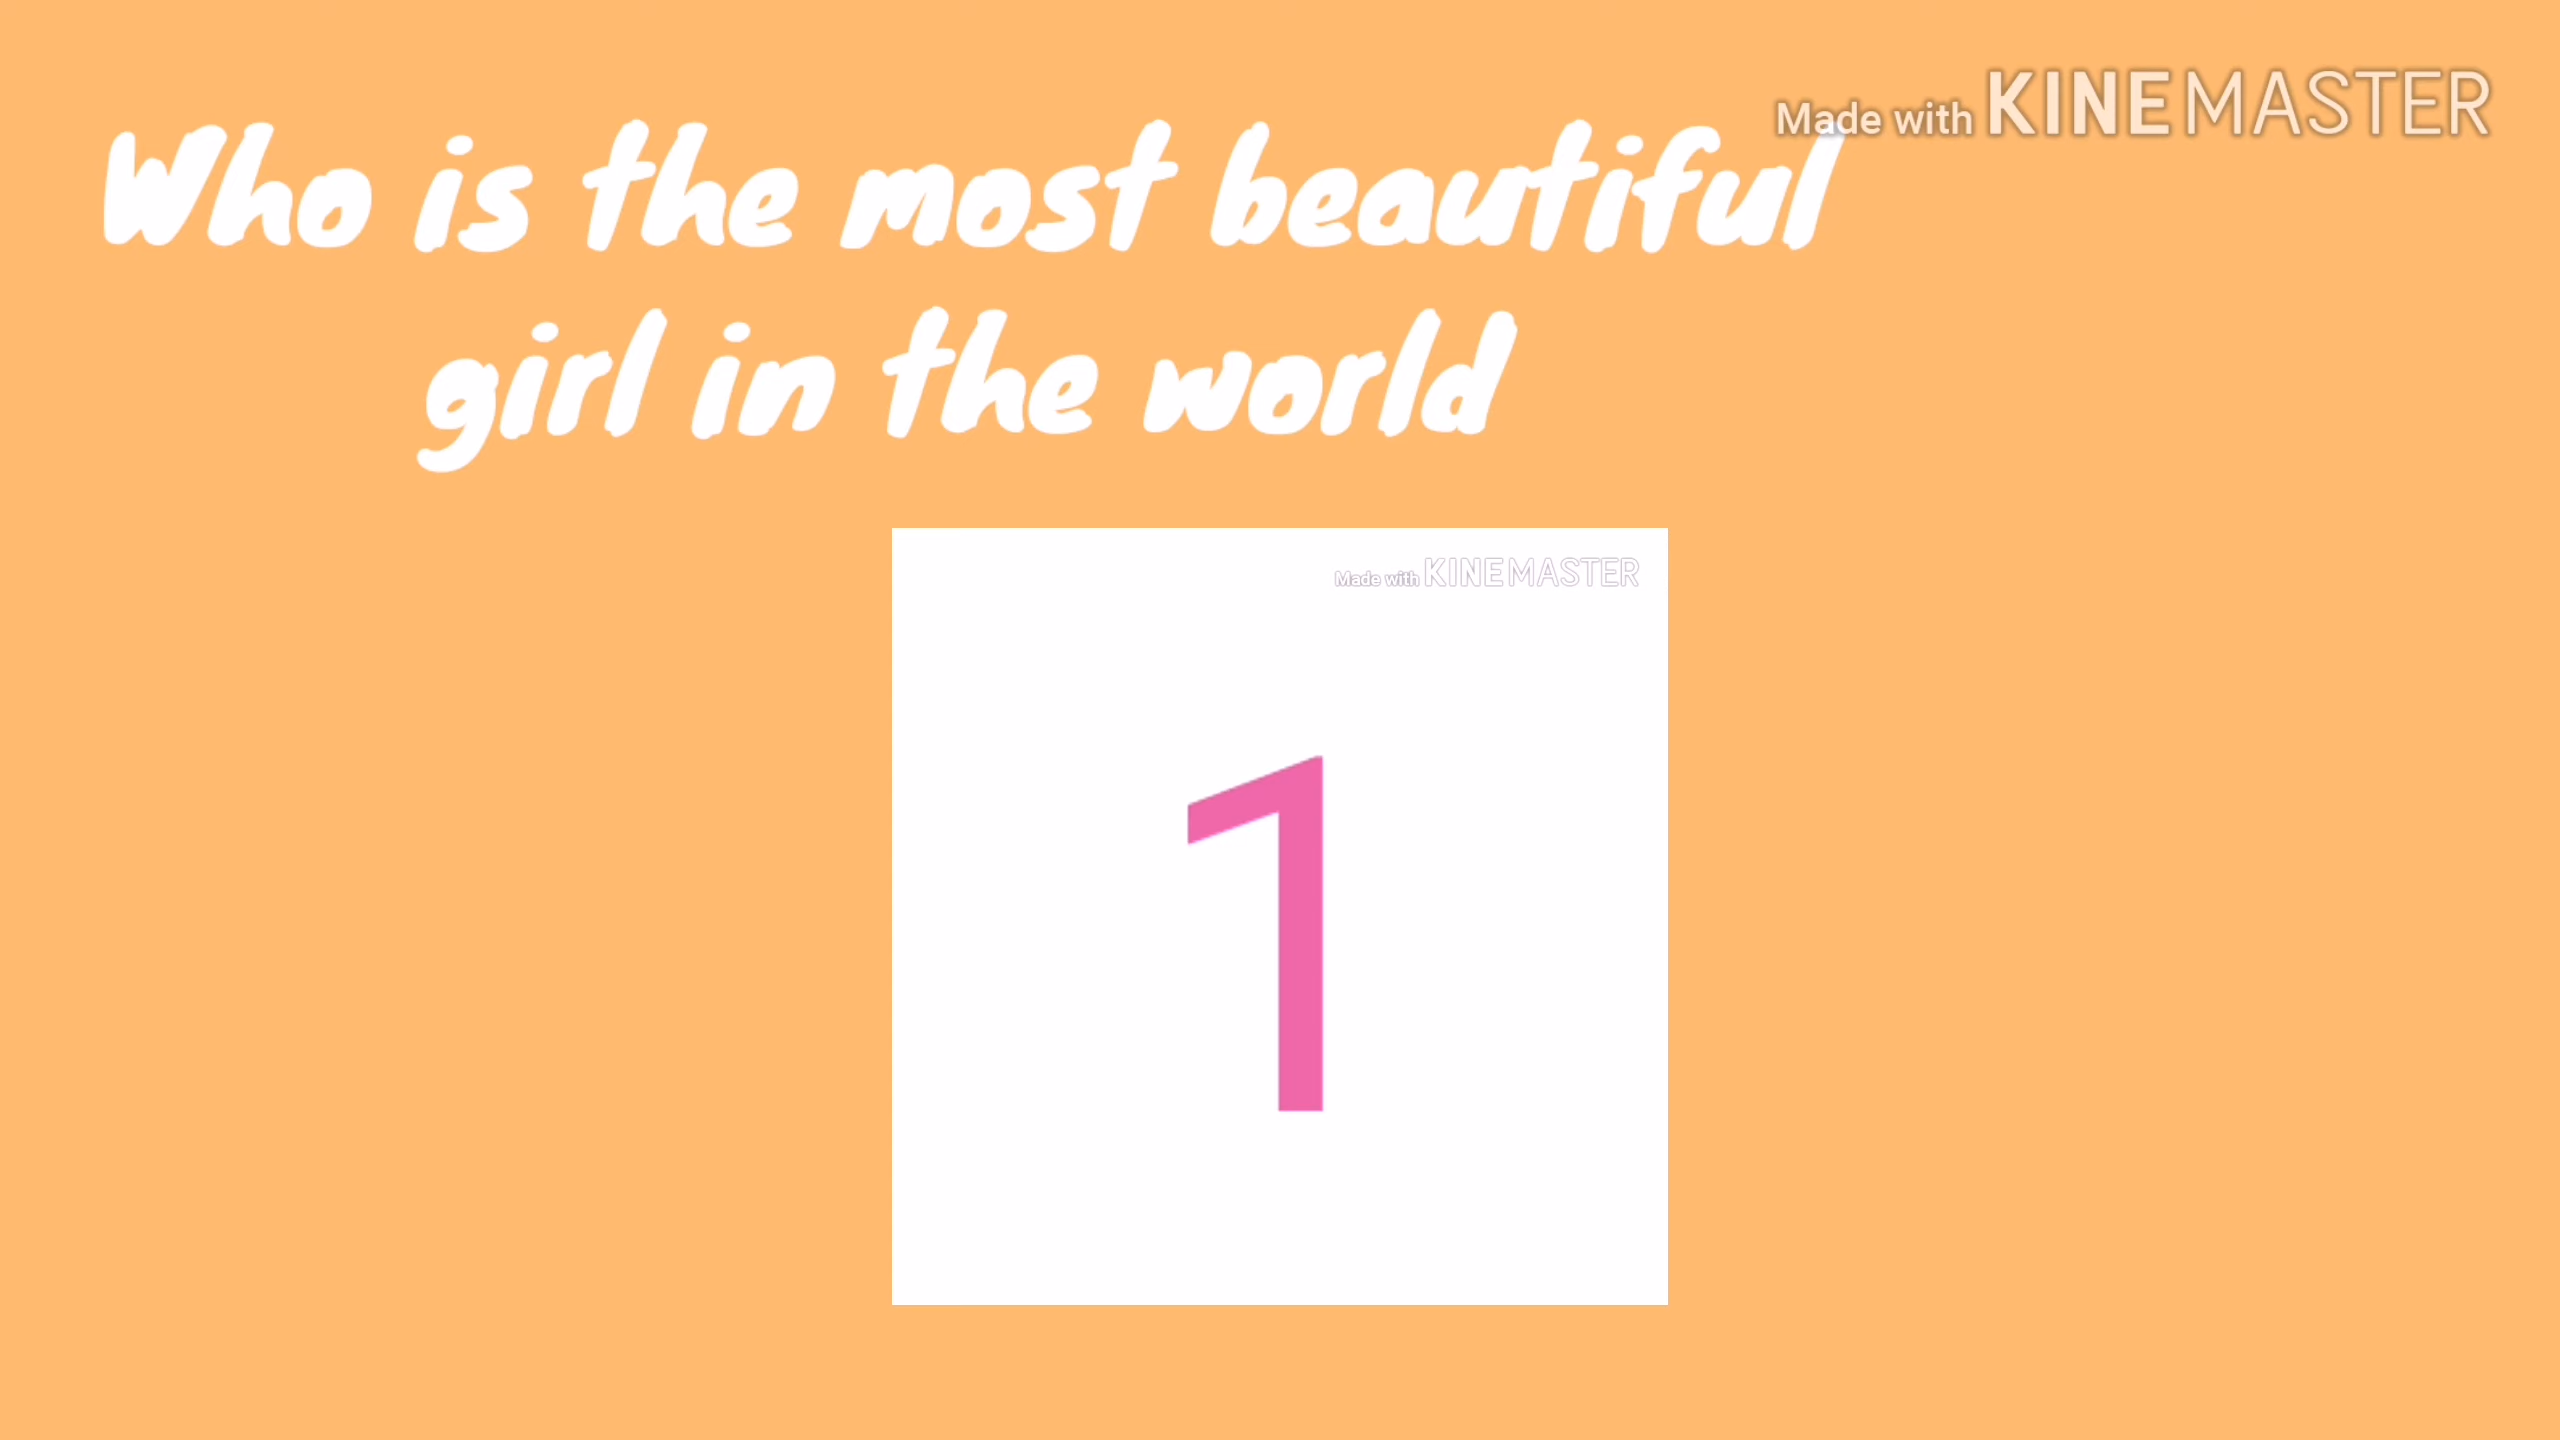 Made with KINEMASTER
Who is the most beautiful
girl in the world
Made with KINEMASTER
1